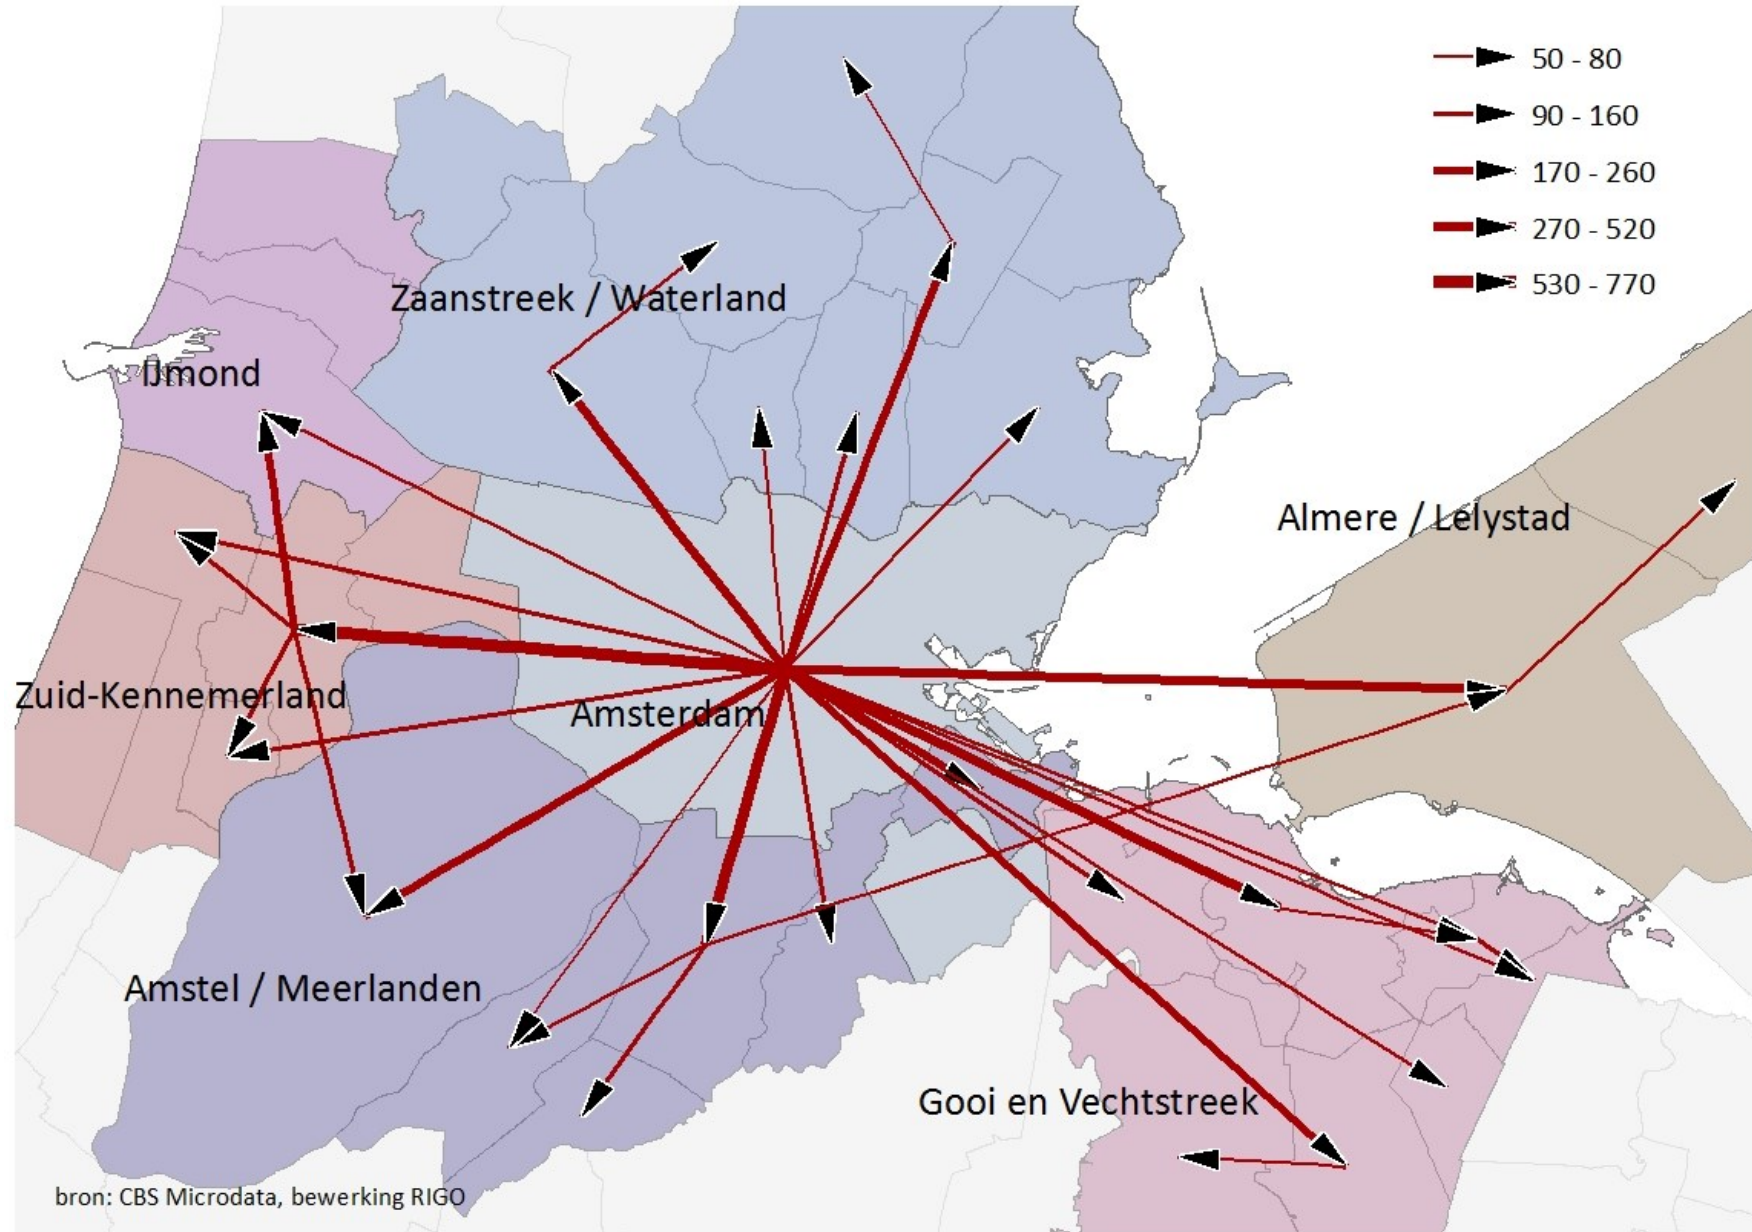 50 - 80
90 - 160
170 - 260
270 - 520
530 - 770
Zaanstreek / Waterland
IJmond
Almere / Lelystad
Zuid-Kennemerland
Amsterdam
Amstel / Meerlanden
Gooi en Vechtstreek
bron: CBS Microdata, bewerking RIGO